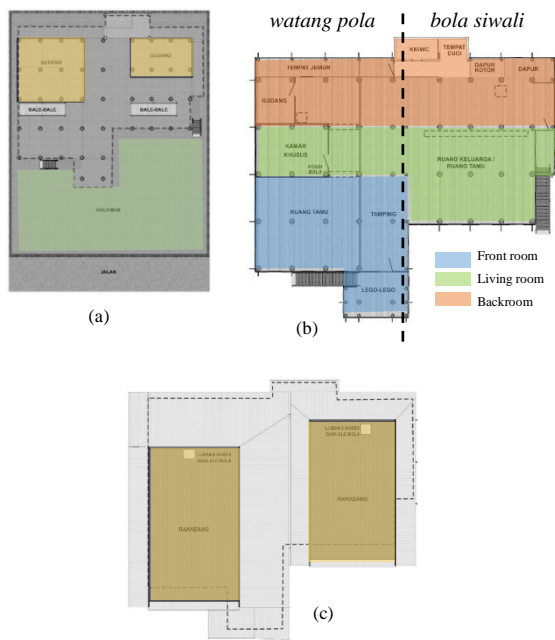 watang pola
bola siwali
GUDANG
GUDANG
BALE-BALE
BALE-BALE
HALAMAN
JALAN
(a)
KM/WC
TEMPAT
CUCI
TEMPAT JEMUR
DAPUR
KOTOR
DAPUR
GUDANG
KAMAR
KHUSUS
POSSI
BOLA
RUANG KELUARGA /
RUANG TAMU
RUANG TAMU
TAMPING
LEGO-LEGO
Front room
Living room
Backroom
(b)
RAKKEANG
RAKKEANG
(c)